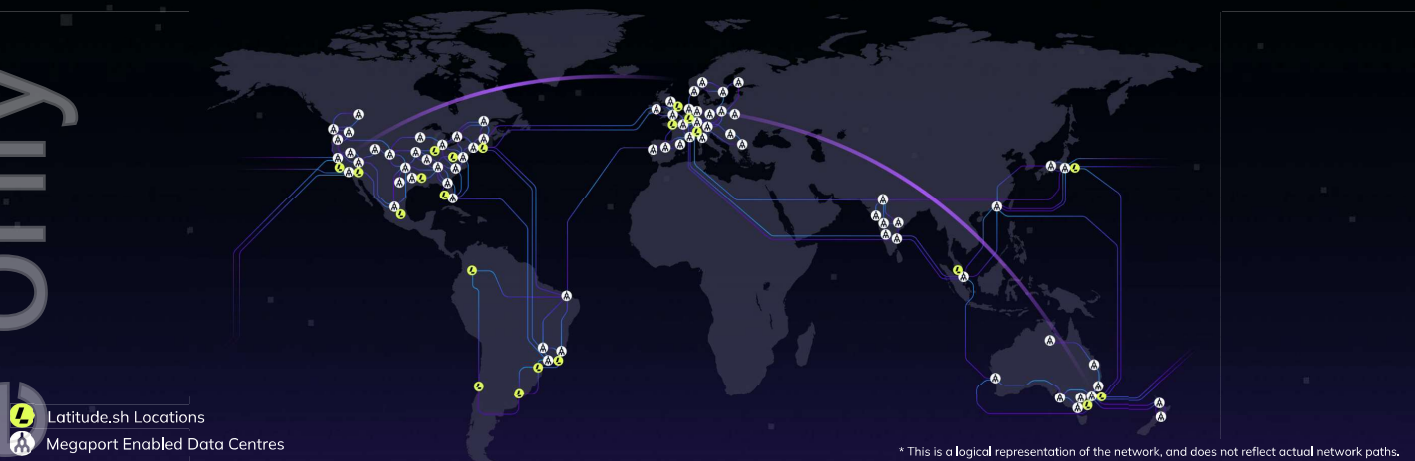 Latitude.sh Locations
Megaport Enabled Data Centres
* This is a logical representation of the network, and does not reflect actual network paths.